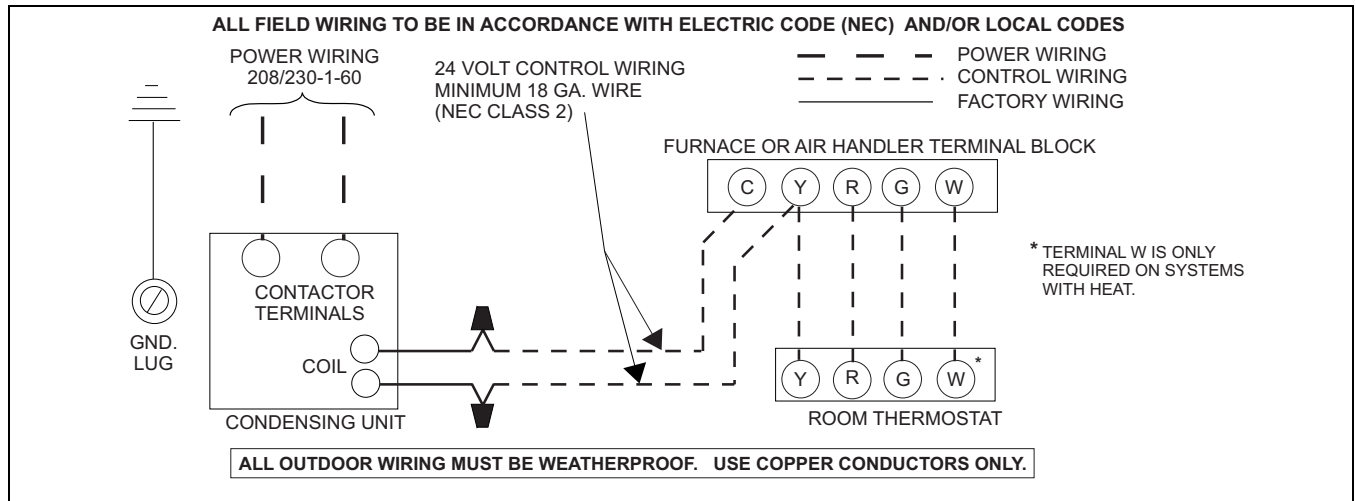 ALL FIELD WIRING TO BE IN ACCORDANCE WITH ELECTRIC CODE (NEC) AND/OR LOCAL CODES
POWER WIRING
208/230-1-60
24 VOLT CONTROL WIRING
MINIMUM 18 GA. WIRE
(NEC CLASS 2)
POWER WIRING
CONTROL WIRING
FACTORY WIRING
FURNACE OR AIR HANDLER TERMINAL BLOCK
C Y R G W
* TERMINAL W IS ONLY
REQUIRED ON SYSTEMS
WITH HEAT.
CONTACTOR
TERMINALS
GND.
LUG
COIL
Y R G W *
CONDENSING UNIT
ROOM THERMOSTAT
ALL OUTDOOR WIRING MUST BE WEATHERPROOF. USE COPPER CONDUCTORS ONLY.